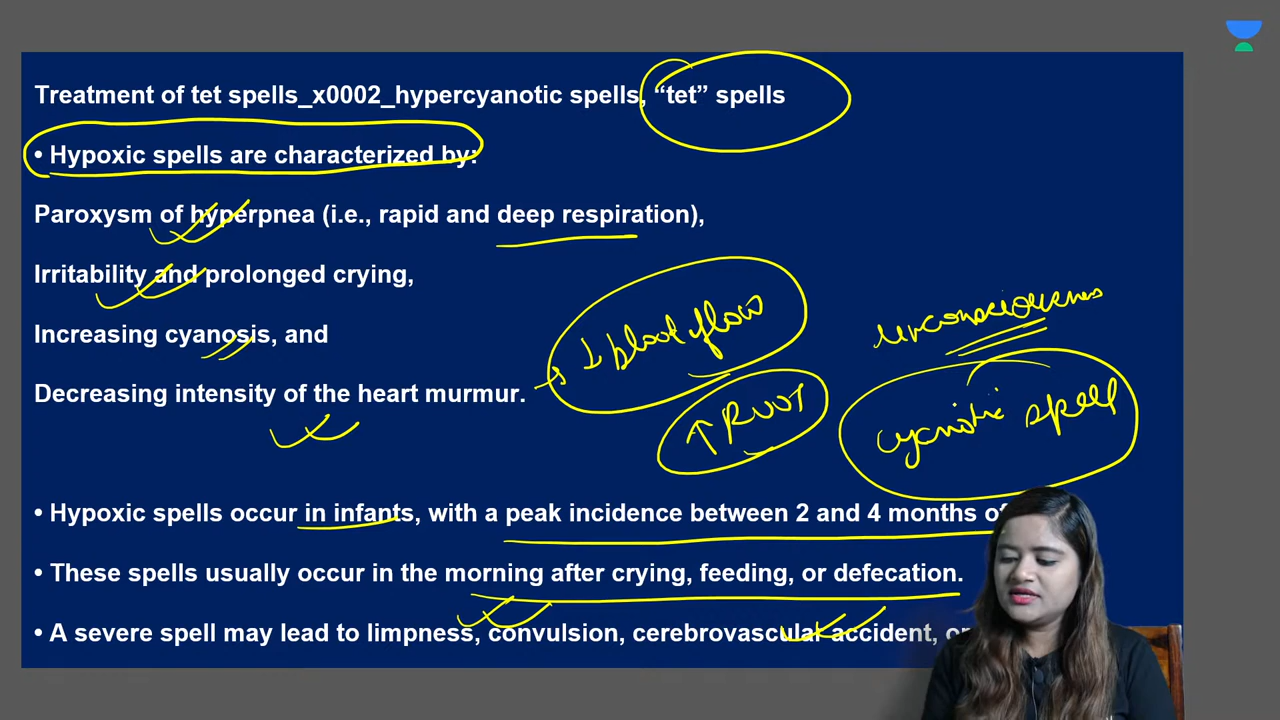 Treatment of tet spells_x0002_hypercyanotic spells, “tet” spells
• Hypoxic spells are characterized by:
Paroxysm of hyperpnea (i.e., rapid and deep respiration),
Irritability and prolonged crying,
Increasing cyanosis, and
Decreasing intensity of the heart murmur.
↓ blood flow
↑ RVOT
unconsciousness
cyanotic spell
• Hypoxic spells occur in infants, with a peak incidence between 2 and 4 months of
• These spells usually occur in the morning after crying, feeding, or defecation.
• A severe spell may lead to limpness, convulsion, cerebrovascular accident, or